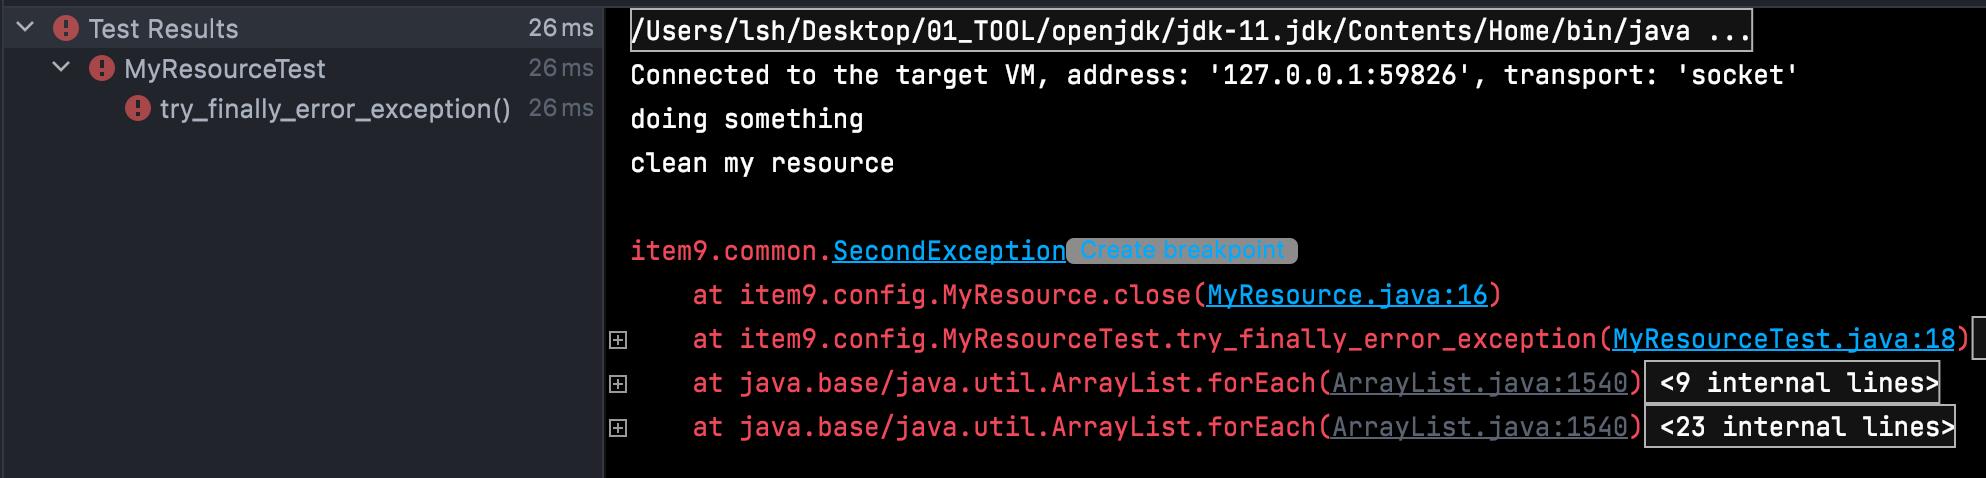 Test Results 26 ms
MyResourceTest 26 ms
try_finally_error_exception() 26 ms
/Users/lsh/Desktop/01_TOOL/openjdk/jdk-11.jdk/Contents/Home/bin/java ...
Connected to the target VM, address: '127.0.0.1:59826', transport: 'socket'
doing something
clean my resource
item9.common.SecondException Create breakpoint
at item9.config.MyResource.close(MyResource.java:16)
at item9.config.MyResourceTest.try_finally_error_exception(MyResourceTest.java:18)
at java.base/java.util.ArrayList.forEach(ArrayList.java:1540) <9 internal lines>
at java.base/java.util.ArrayList.forEach(ArrayList.java:1540) <23 internal lines>